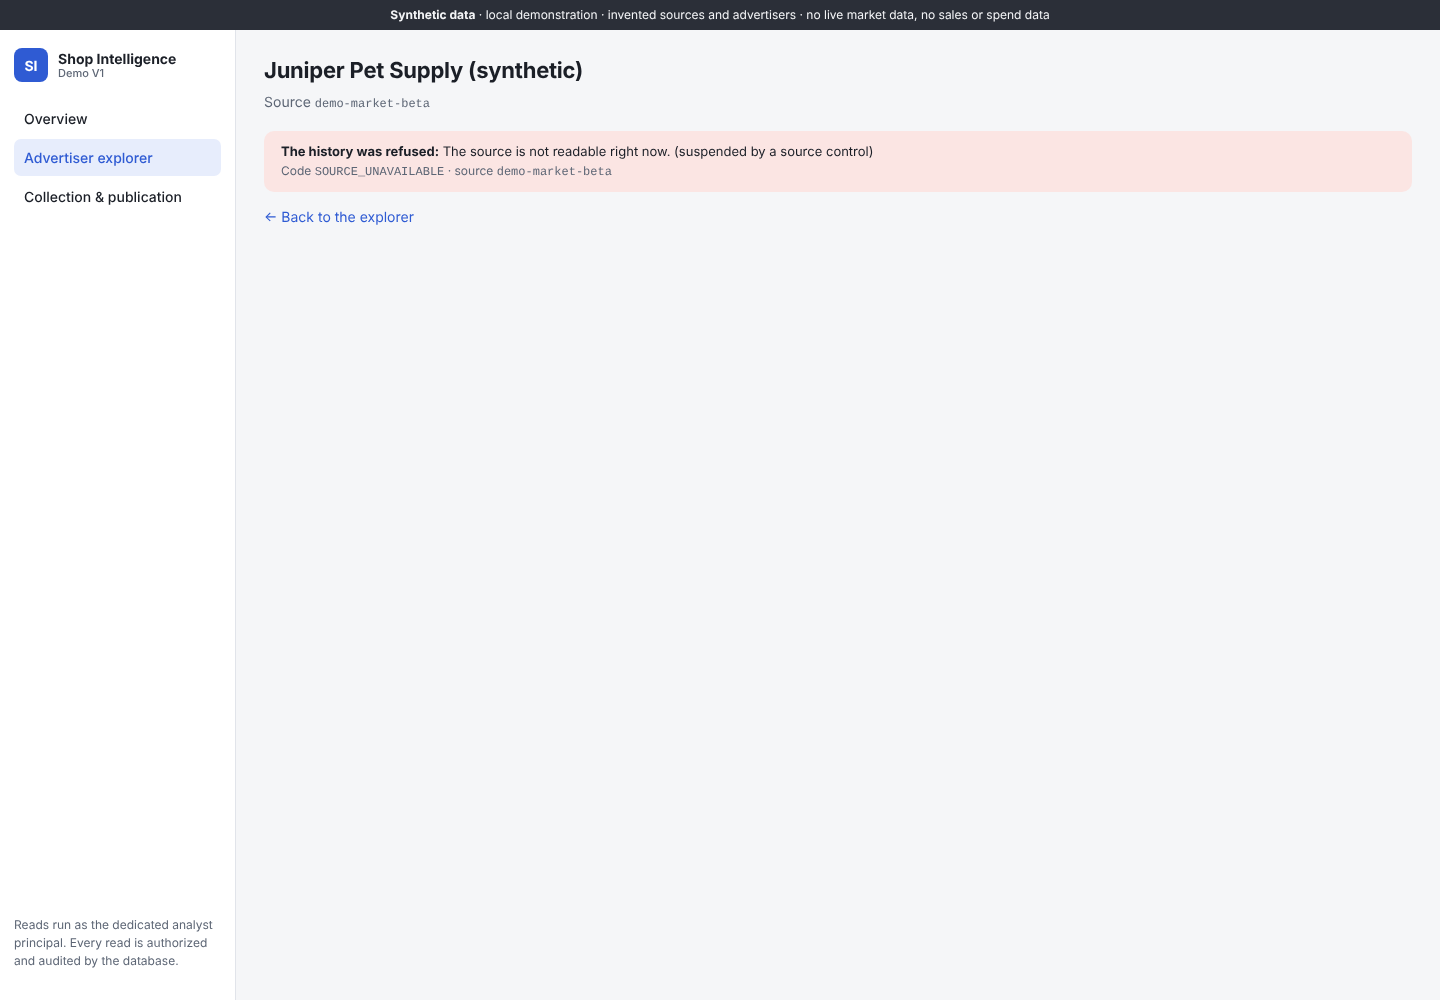 Synthetic data · local demonstration · invented sources and advertisers · no live market data, no sales or spend data
SI
Shop Intelligence
Demo V1
Overview
Advertiser explorer
Collection & publication
Juniper Pet Supply (synthetic)
Source demo-market-beta
The history was refused: The source is not readable right now. (suspended by a source control)
Code SOURCE_UNAVAILABLE · source demo-market-beta
← Back to the explorer
Reads run as the dedicated analyst
principal. Every read is authorized
and audited by the database.